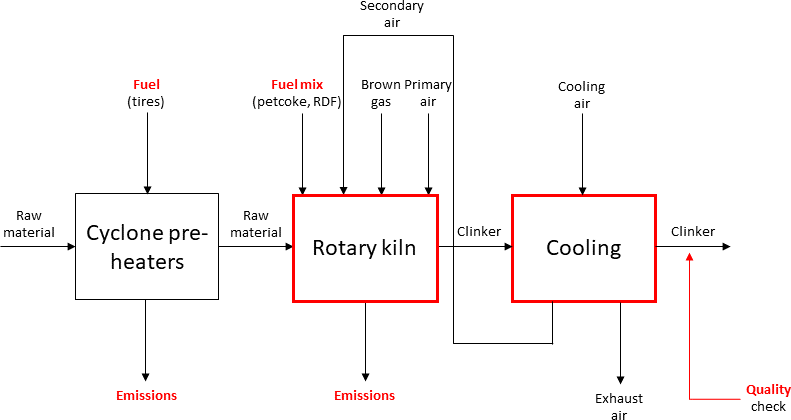 Secondary
air
Fuel
(tires)
Fuel mix
(petcoke, RDF)
Brown
gas
Primary
air
Cooling
air
Raw
material
Cyclone pre-
heaters
Raw
material
Rotary kiln
Clinker
Cooling
Clinker
Emissions
Emissions
Exhaust
air
Quality
check